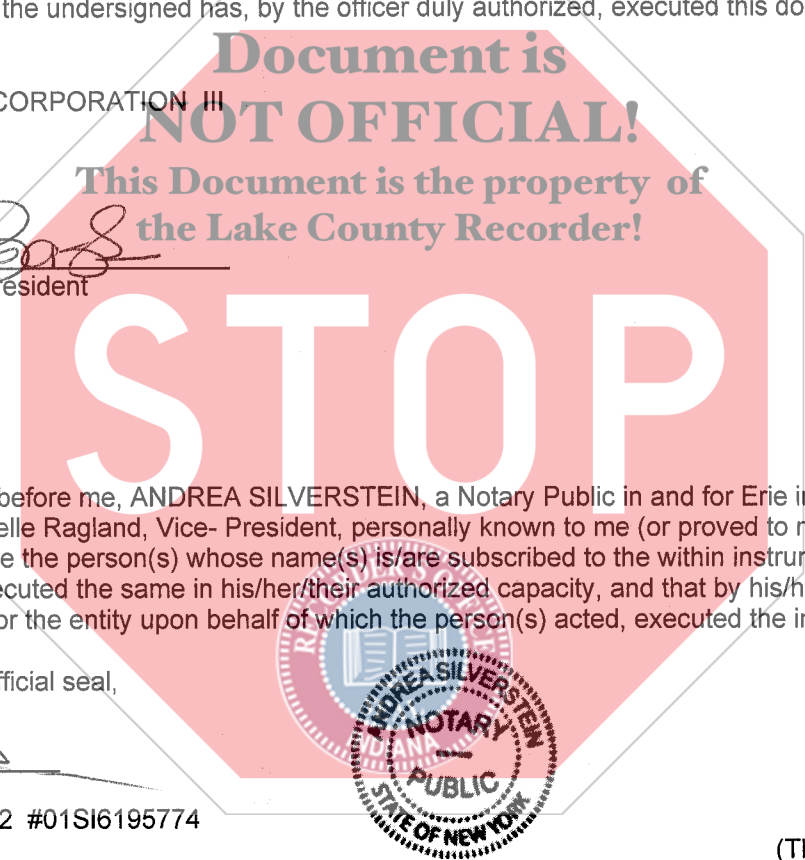 the undersigned has, by the officer duly authorized, executed this do
Document is
CORPORATION III
NOT OFFICIAL!
This Document is the property of
the Lake County Recorder!
resident
STOP
before me, ANDREA SILVERSTEIN, a Notary Public in and for Erie i
elle Ragland, Vice- President, personally known to me (or proved to
e the person(s) whose name(s) is/are subscribed to the within instru
ecuted the same in his/her/their authorized capacity, and that by his/h
or the entity upon behalf of which the person(s) acted, executed the i
fficial seal,
RECORDER'S OFFICE
INDIANA
ANDREA SILVERSTEIN
NOTARY
PUBLIC
STATE OF NEW YORK
2 #01SI6195774